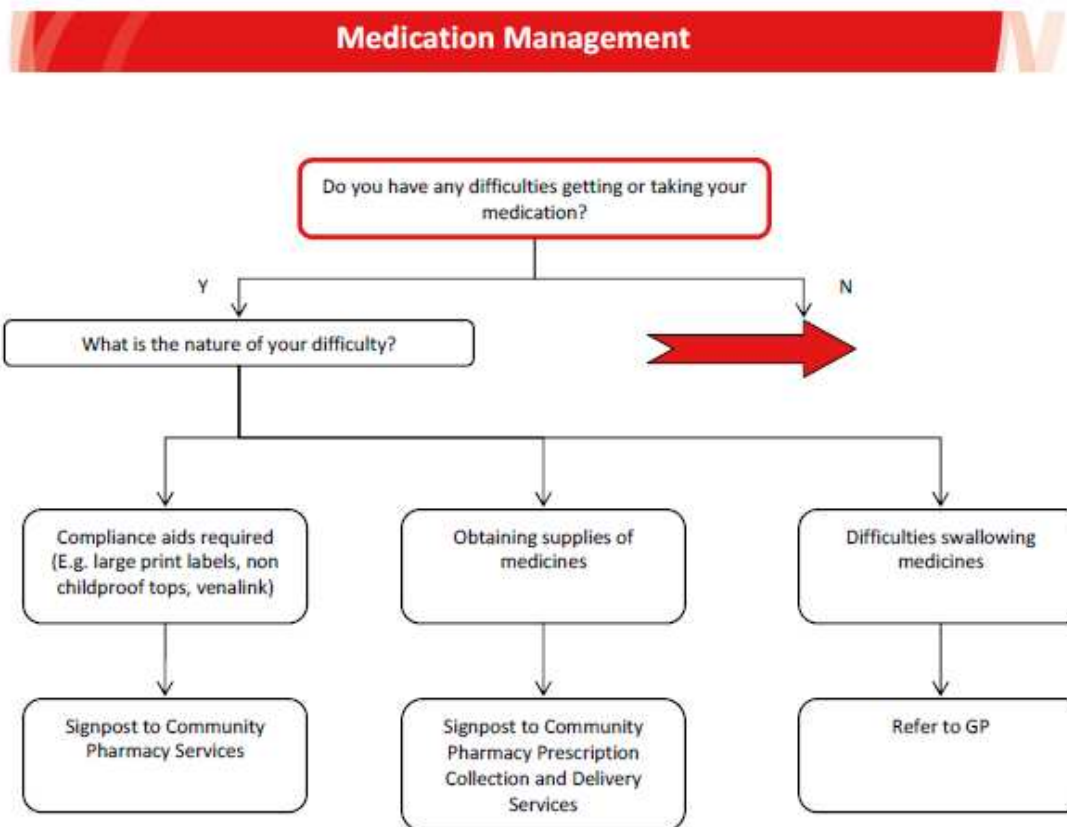 Medication Management
Do you have any difficulties getting or taking your
medication?
Y
N
What is the nature of your difficulty?
Compliance aids required
(E.g. large print labels, non
childproof tops, venalink)
Obtaining supplies of
medicines
Difficulties swallowing
medicines
Signpost to Community
Pharmacy Services
Signpost to Community
Pharmacy Prescription
Collection and Delivery
Services
Refer to GP